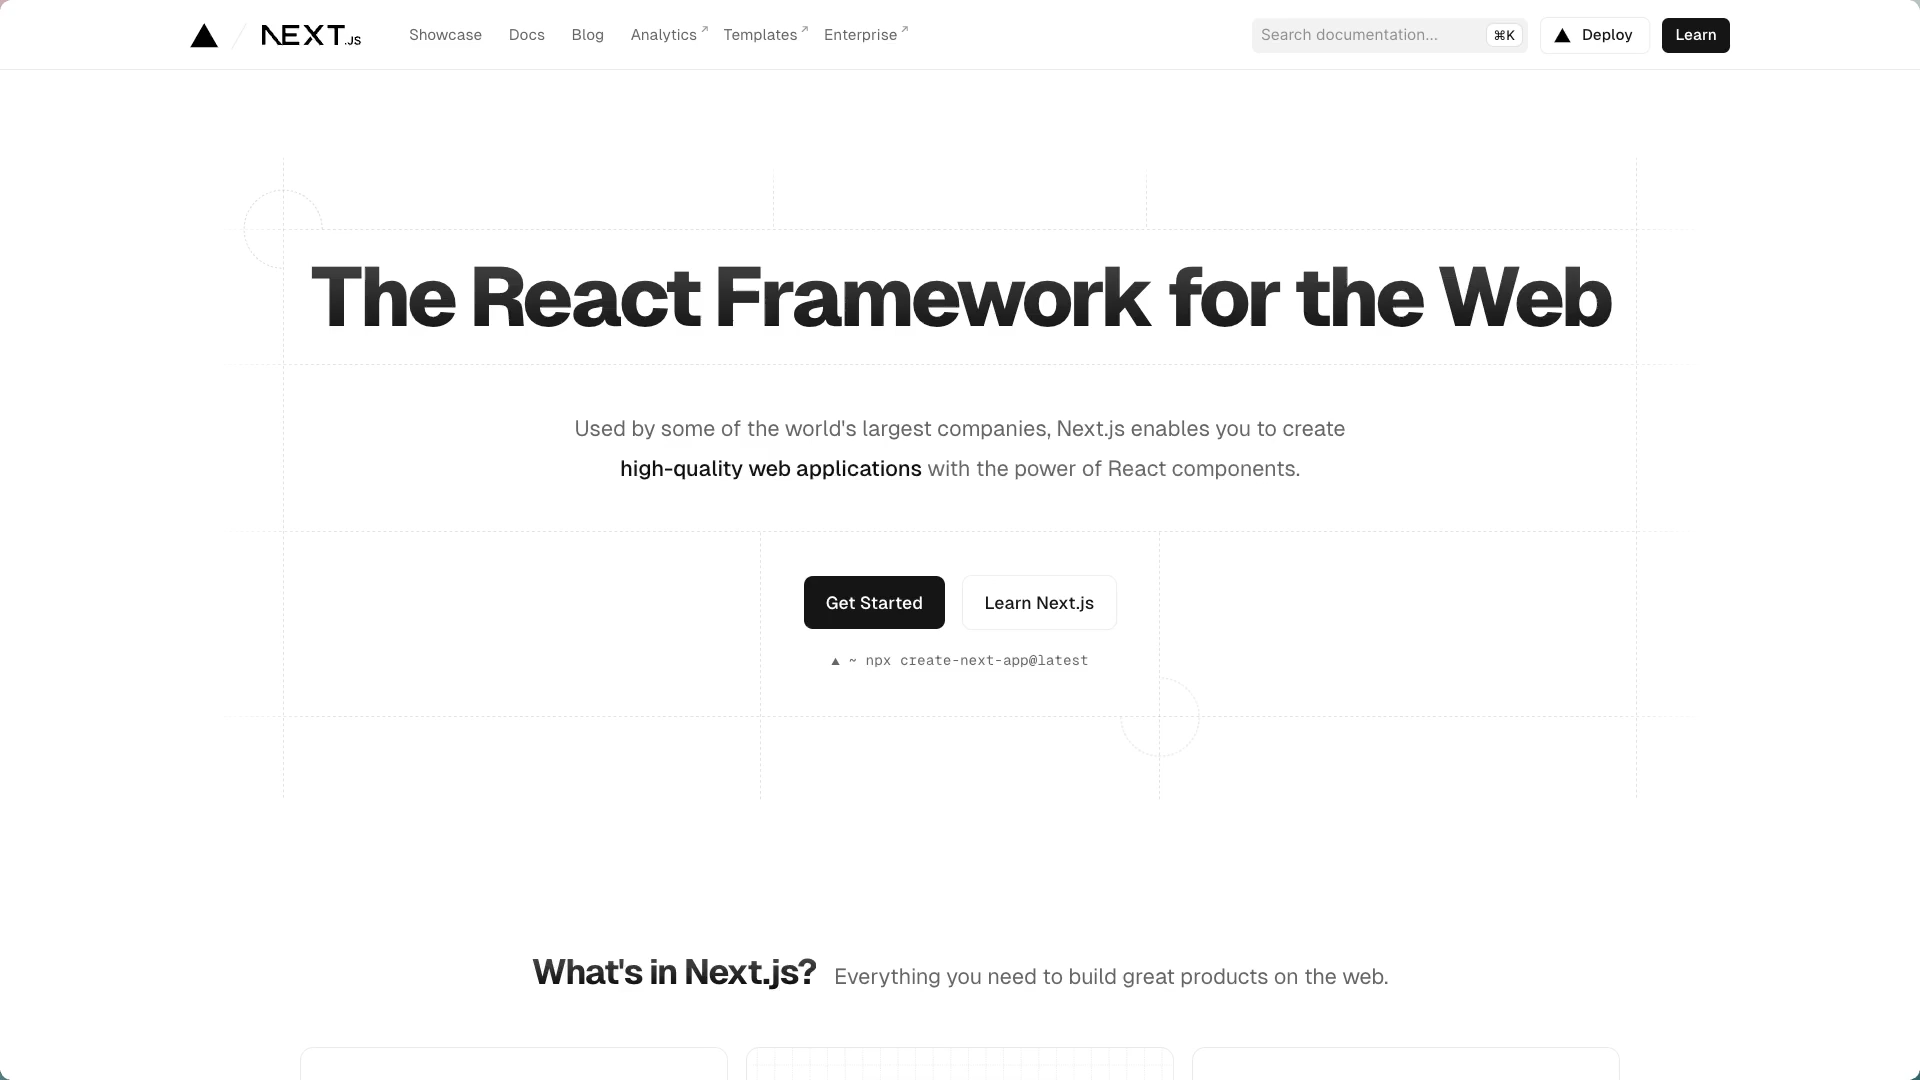 NEXT.JS
Showcase
Docs
Blog
Analytics ↗
Templates ↗
Enterprise ↗
Search documentation...
⌘K
▲ Deploy
Learn
The React Framework for the Web
Used by some of the world's largest companies, Next.js enables you to create
high-quality web applications with the power of React components.
Get Started
Learn Next.js
▲ ~ npx create-next-app@latest
What's in Next.js?
Everything you need to build great products on the web.